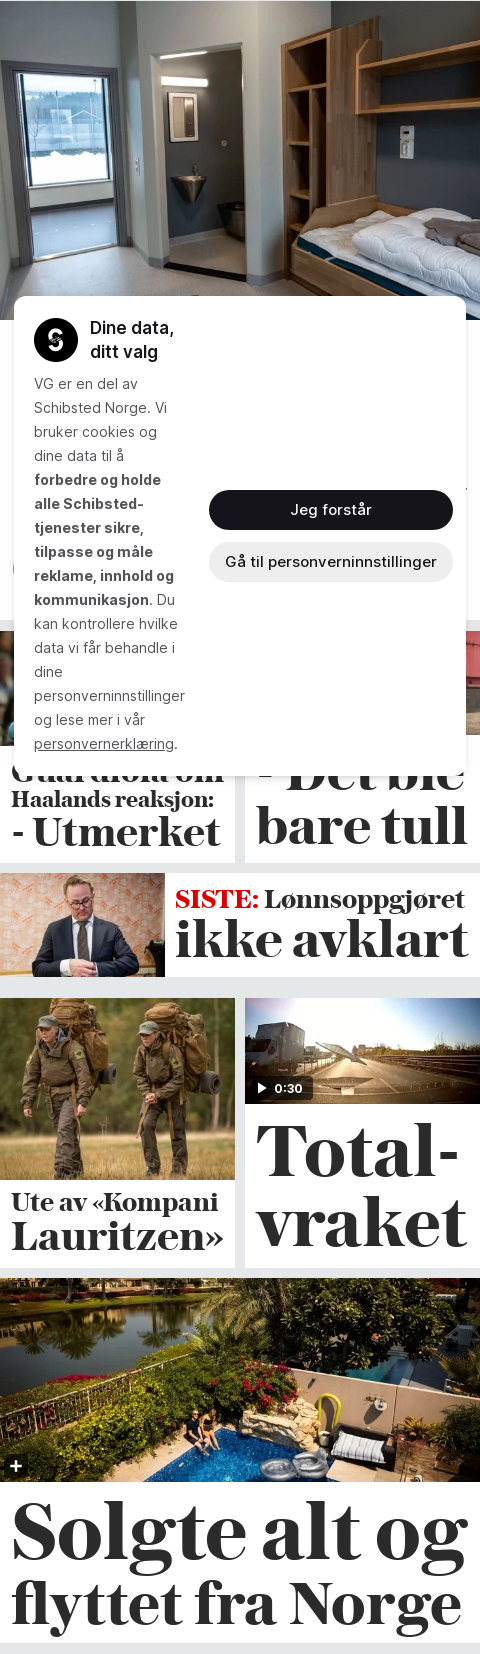 Dine data,
ditt valg
VG er en del av
Schibsted Norge. Vi
bruker cookies og
dine data til å
forbedre og holde
alle Schibsted-
tjenester sikre,
tilpasse og måle
reklame, innhold og
kommunikasjon. Du
kan kontrollere hvilke
data vi får behandle i
dine
personverninnstillinger
og lese mer i vår
personvernerklæring.
Jeg forstår
Gå til personverninnstillinger
Haalands reaksjon:
- Utmerket
- Det ble
bare tull
SISTE: Lønnsoppgjøret
ikke avklart
Ute av «Kompani
Lauritzen»
0:30
Total-
vraket
Solgte alt og
flyttet fra Norge